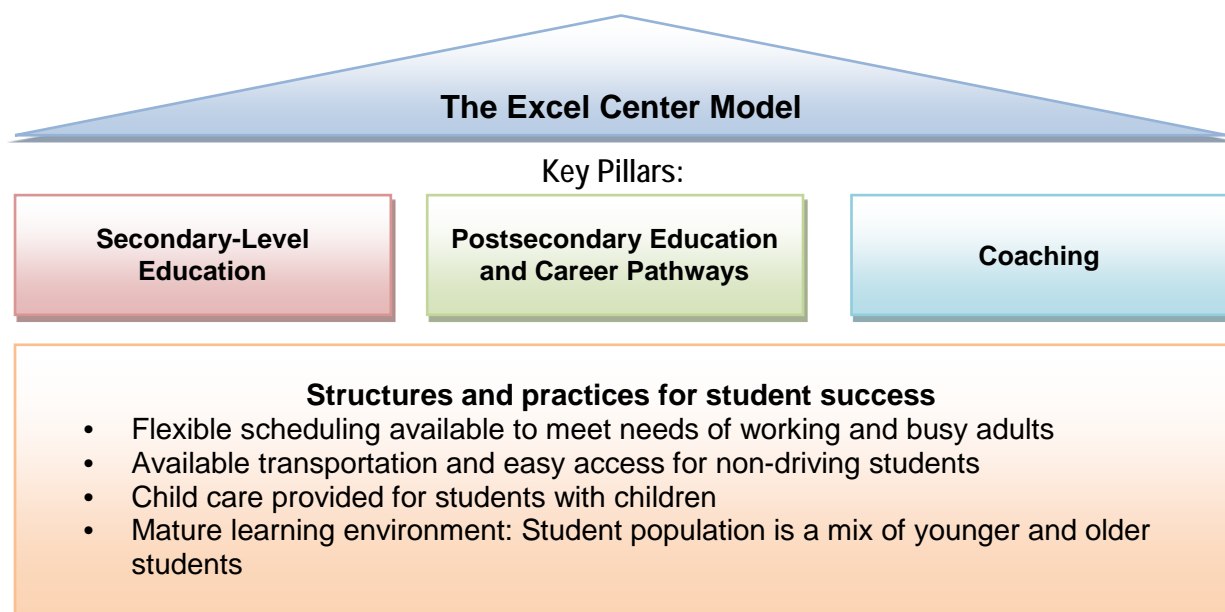 The Excel Center Model
Key Pillars:
Secondary-Level
Education
Postsecondary Education
and Career Pathways
Coaching
Structures and practices for student success
• Flexible scheduling available to meet needs of working and busy adults
• Available transportation and easy access for non-driving students
• Child care provided for students with children
• Mature learning environment: Student population is a mix of younger and older
students